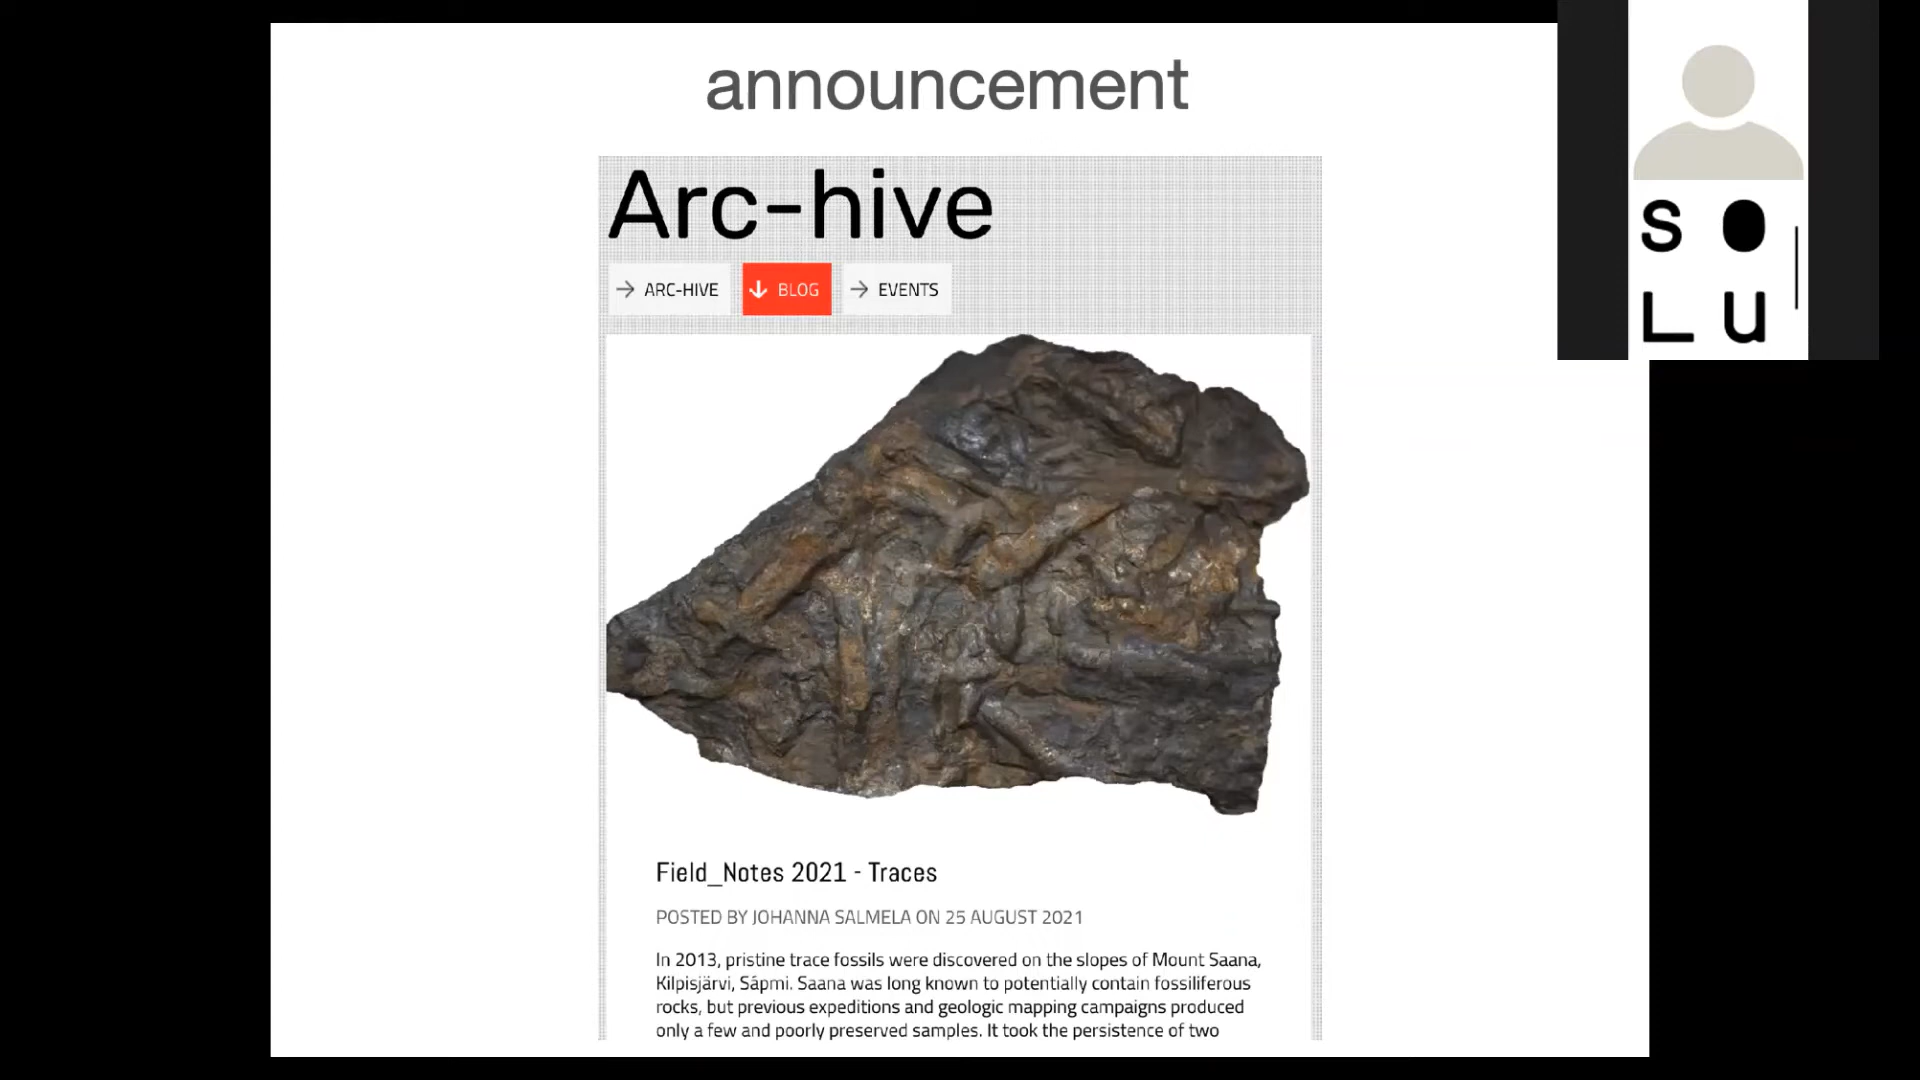 announcement
Arc-hive
→ ARC-HIVE ↓ BLOG → EVENTS
S O
L U
Field_Notes 2021 - Traces
POSTED BY JOHANNA SALMELA ON 25 AUGUST 2021
In 2013, pristine trace fossils were discovered on the slopes of Mount Saana,
Kilpisjärvi, Sápmi. Saana was long known to potentially contain fossiliferous
rocks, but previous expeditions and geologic mapping campaigns produced
only a few and poorly preserved samples. It took the persistence of two